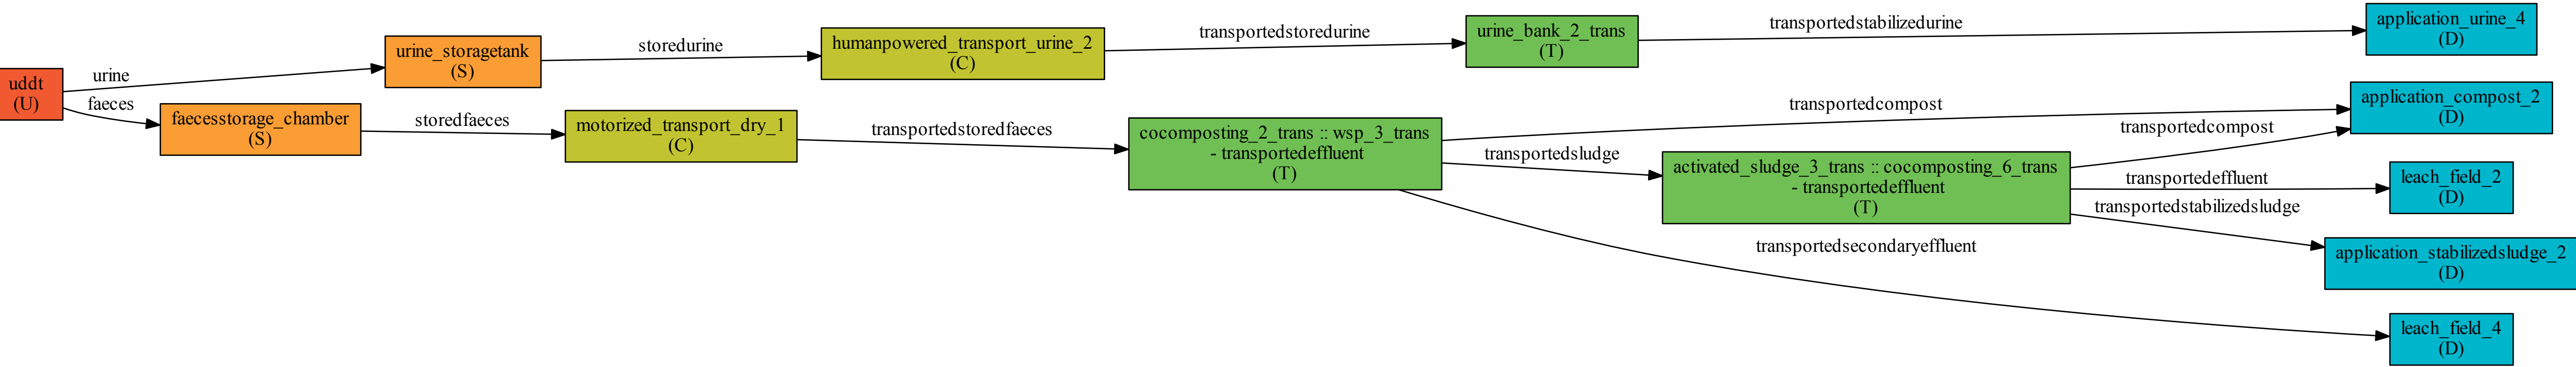 uddt
(U)
urine
faeces
urine_storagetank
(S)
faecesstorage_chamber
(S)
storedurine
storedfaeces
humanpowered_transport_urine_2
(C)
motorized_transport_dry_1
(C)
transportedstoredurine
transportedstoredfaeces
urine_bank_2_trans
(T)
cocomposting_2_trans :: wsp_3_trans
- transportedeffluent
(T)
transportedstabilizedurine
transportedcompost
transportedsludge
transportedsecondaryeffluent
activated_sludge_3_trans :: cocomposting_6_trans
- transportedeffluent
(T)
transportedcompost
transportedeffluent
transportedstabilizedsludge
application_urine_4
(D)
application_compost_2
(D)
leach_field_2
(D)
application_stabilizedsludge_2
(D)
leach_field_4
(D)